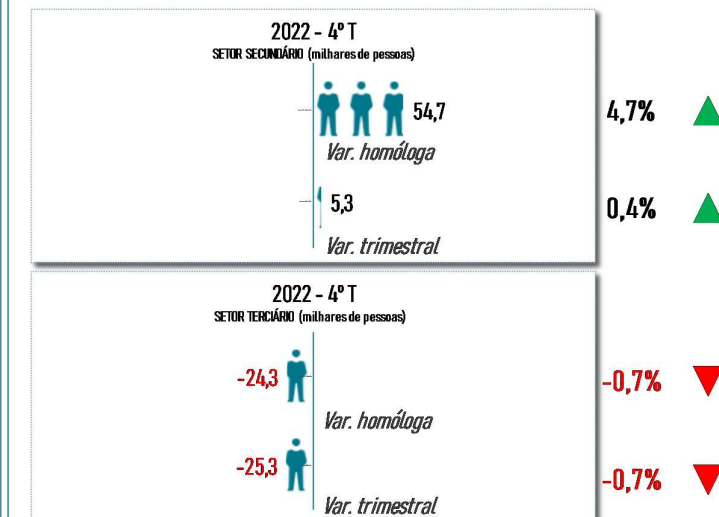 2022 - 4º T
SETOR SECUNDÁRIO (milhares de pessoas)
54,7
4,7%
Var. homóloga
5,3
0,4%
Var. trimestral
2022 - 4º T
SETOR TERCIÁRIO (milhares de pessoas)
-24,3
-0,7%
Var. homóloga
-25,3
-0,7%
Var. trimestral